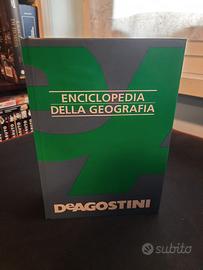 ENCICLOPEDIA
DELLA GEOGRAFIA
DeAGOSTINI
subito